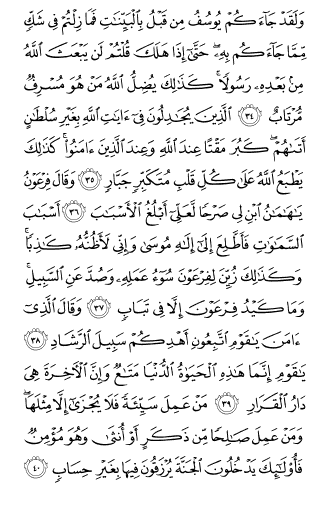 وَلَقَدْ جَآءَكُمْ يُوسُفُ مِن قَبْلُ بِٱلْبَيِّنَٰتِ فَمَا زِلْتُمْ فِى شَكٍّ
مِّمَّا جَآءَكُم بِهِۦ ۖ حَتَّىٰٓ إِذَا هَلَكَ قُلْتُمْ لَن يَبْعَثَ ٱللَّهُ
مِنۢ بَعْدِهِۦ رَسُولًا ۚ كَذَٰلِكَ يُضِلُّ ٱللَّهُ مَنْ هُوَ مُسْرِفٌ
مُّرْتَابٌ ﴿٣٤﴾ ٱلَّذِينَ يُجَٰدِلُونَ فِىٓ ءَايَٰتِ ٱللَّهِ بِغَيْرِ سُلْطَٰنٍ
أَتَىٰهُمْ ۖ كَبُرَ مَقْتًا عِندَ ٱللَّهِ وَعِندَ ٱلَّذِينَ ءَامَنُوا۟ ۚ كَذَٰلِكَ
يَطْبَعُ ٱللَّهُ عَلَىٰ كُلِّ قَلْبِ مُتَكَبِّرٍ جَبَّارٍ ﴿٣٥﴾ وَقَالَ فِرْعَوْنُ
يَٰهَٰمَٰنُ ٱبْنِ لِى صَرْحًا لَّعَلِّىٓ أَبْلُغُ ٱلْأَسْبَٰبَ ﴿٣٦﴾ أَسْبَٰبَ
ٱلسَّمَٰوَٰتِ فَأَطَّلِعَ إِلَىٰٓ إِلَٰهِ مُوسَىٰ وَإِنِّى لَأَظُنُّهُۥ كَٰذِبًا ۚ
وَكَذَٰلِكَ زُيِّنَ لِفِرْعَوْنَ سُوٓءُ عَمَلِهِۦ وَصُدَّ عَنِ ٱلسَّبِيلِ ۚ
وَمَا كَيْدُ فِرْعَوْنَ إِلَّا فِى تَبَابٍ ﴿٣٧﴾ وَقَالَ ٱلَّذِىٓ
ءَامَنَ يَٰقَوْمِ ٱتَّبِعُونِ أَهْدِكُمْ سَبِيلَ ٱلرَّشَادِ ﴿٣٨﴾
يَٰقَوْمِ إِنَّمَا هَٰذِهِ ٱلْحَيَوٰةُ ٱلدُّنْيَا مَتَٰعٌ وَإِنَّ ٱلْءَاخِرَةَ هِىَ
دَارُ ٱلْقَرَارِ ﴿٣٩﴾ مَنْ عَمِلَ سَيِّئَةً فَلَا يُجْزَىٰٓ إِلَّا مِثْلَهَا ۖ
وَمَنْ عَمِلَ صَٰلِحًا مِّن ذَكَرٍ أَوْ أُنثَىٰ وَهُوَ مُؤْمِنٌ
فَأُو۟لَٰٓئِكَ يَدْخُلُونَ ٱلْجَنَّةَ يُرْزَقُونَ فِيهَا بِغَيْرِ حِسَابٍ ﴿٤٠﴾